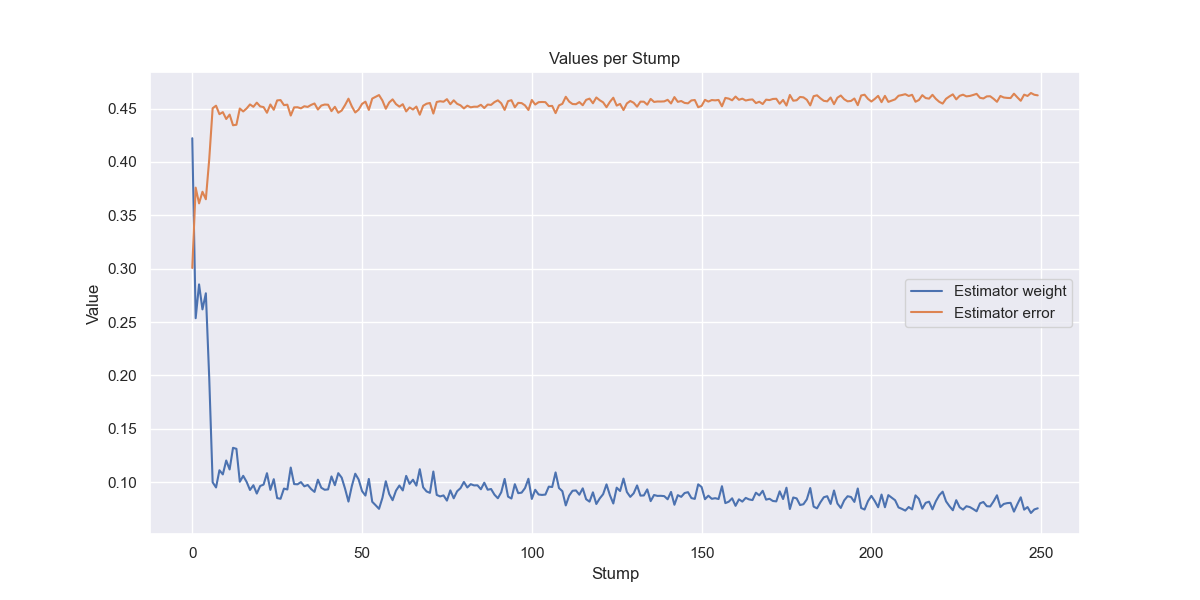 Values per Stump
Value
0.45
0.40
0.35
0.30
0.25
0.20
0.15
0.10
Estimator weight
Estimator error
0
50
100
150
200
250
Stump